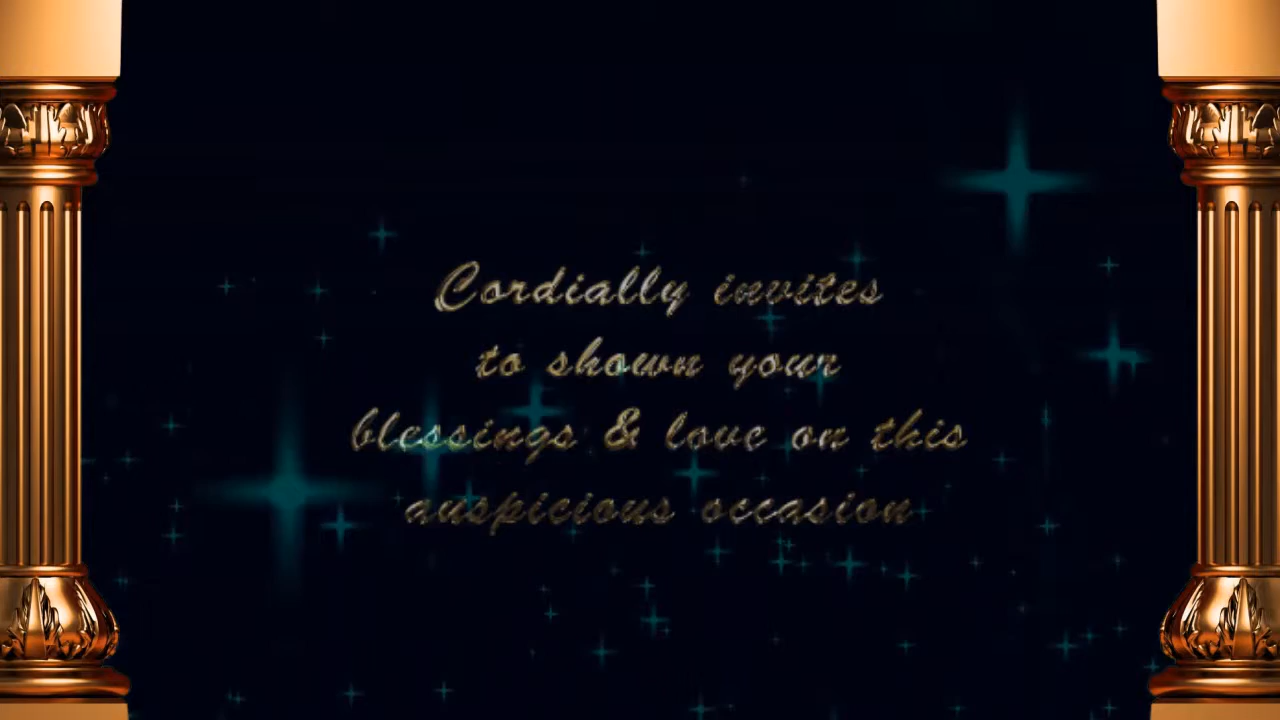 Cordially invites
to shown your
blessings & love on this
auspicious occasion